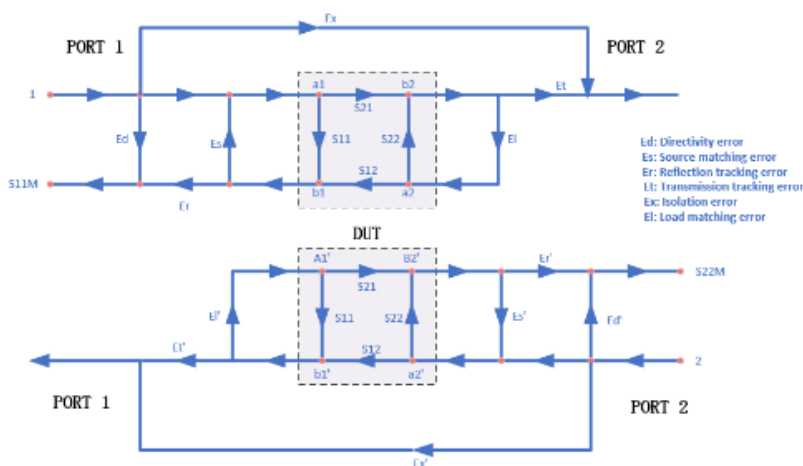 Ex
PORT 1
PORT 2
a1
b2
Et
1
S21
Ed
Es
S11
S22
El
S12
S11M
Er
b1
a2
Ed: Directivity error
Es: Source matching error
Er: Reflection tracking error
Et: Transmission tracking error
Ex: Isolation error
El: Load matching error
DUT
A1'
B2'
Er'
S22M
S21
El'
S11
S22
Es'
Ed'
Et'
S12
2
b1'
a2'
PORT 1
PORT 2
Ex'